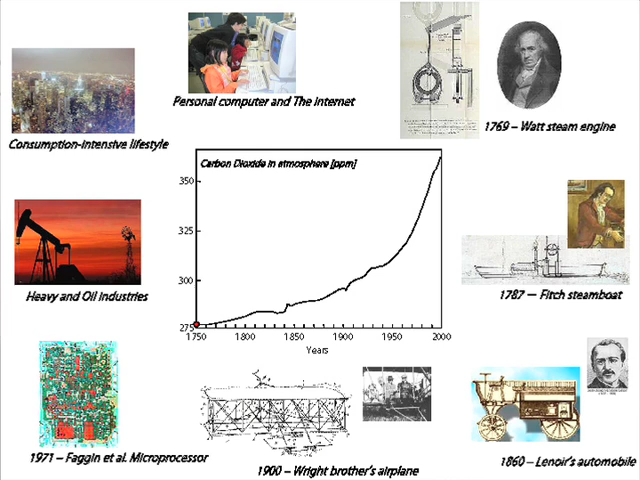 Personal computer and The Internet
1769 – Watt steam engine
Consumption-intensive lifestyle
Carbon Dioxide in atmosphere [ppm]
350
325
300
275
1750
1800
1850
1900
1950
2000
Years
Heavy and Oil Industries
1787 – Fitch steamboat
1971 – Faggin et al. Microprocessor
1900 – Wright brother's airplane
1860 – Lenoir's automobile